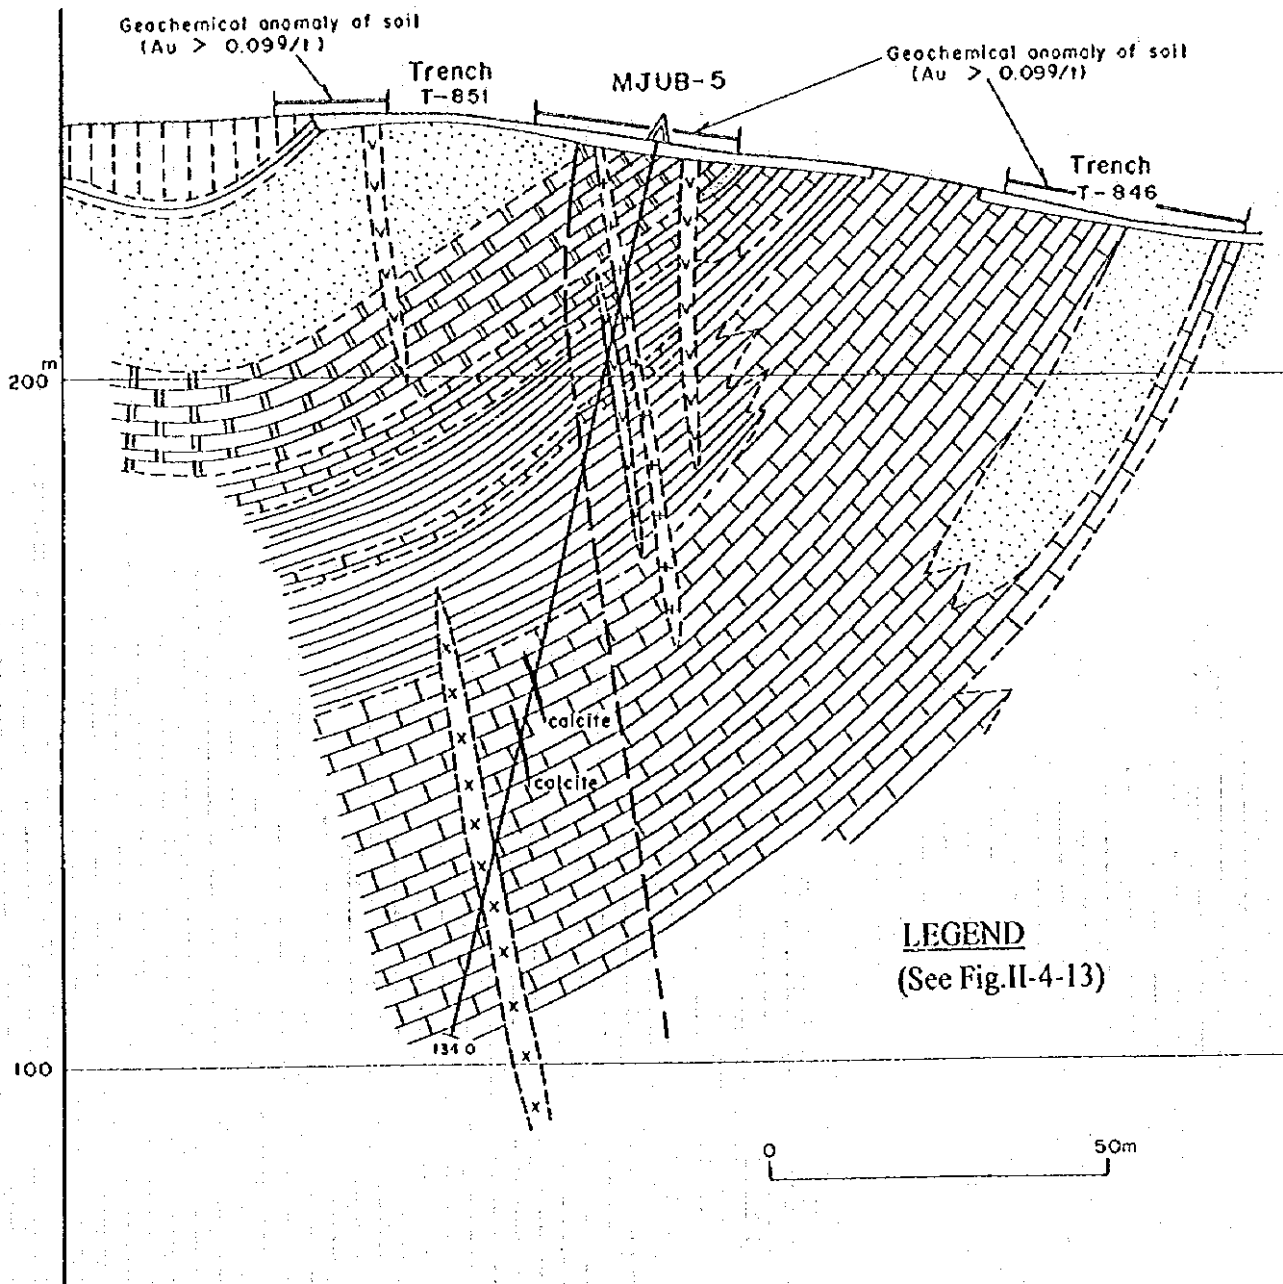 Geochemical anomaly of soil
(Au > 0.099/t)
Trench
T-851
MJUB-5
Geochemical anomaly of soil
(Au > 0.099/t)
Trench
T-846
m
200
calcite
calcite
LEGEND
(See Fig.II-4-13)
134.0
100
0
50m